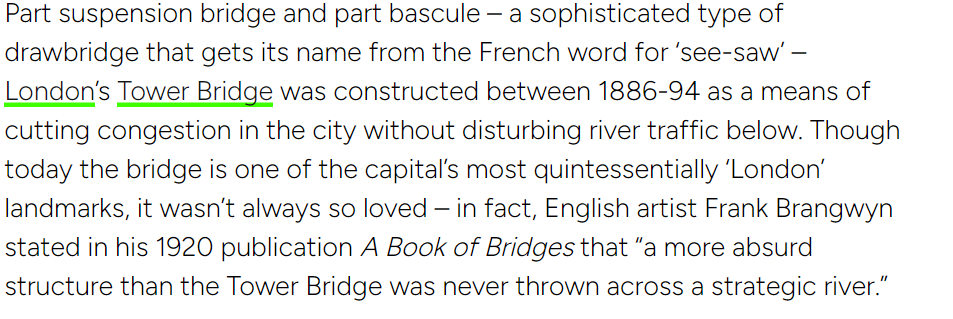 Part suspension bridge and part bascule – a sophisticated type of
drawbridge that gets its name from the French word for ‘see-saw’ –
London’s Tower Bridge was constructed between 1886-94 as a means of
cutting congestion in the city without disturbing river traffic below. Though
today the bridge is one of the capital’s most quintessentially ‘London’
landmarks, it wasn’t always so loved – in fact, English artist Frank Brangwyn
stated in his 1920 publication A Book of Bridges that “a more absurd
structure than the Tower Bridge was never thrown across a strategic river.”